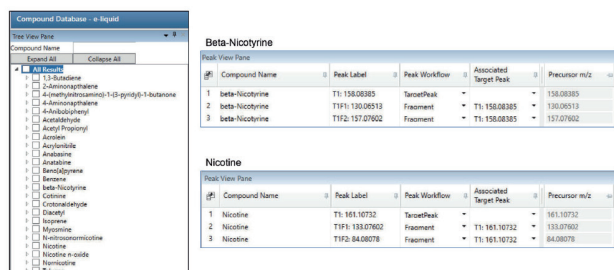 Compound Database - e-liquid
Tree View Pane
Compound Name
Expand All Collapse All
All Results
1,3-Butadiene
2-Aminonapthalene
4-(methylnitrosamino)-1-(3-pyridyl)-1-butanone
4-Aminonapthalene
4-Anibobiphenyl
Acetaldehyde
Acetyl Propionyl
Acrolein
Acrylonibile
Anabasine
Anatabine
Beno[a]pyrene
Benzene
beta-Nicotyrine
Cotinine
Crotonaldehyde
Diacetyl
Isoprene
Myosmine
N-nitrosonornicotine
Nicotine
Nicotine n-oxide
Nornicotine
Beta-Nicotyrine
Peak View Pane
Compound Name Peak Label Peak Workflow Associated Target Peak Precursor m/z
1 beta-Nicotyrine T1: 158.08385 TargetPeak 158.08385
2 beta-Nicotyrine T1F1: 130.06513 Fragment T1: 158.08385 130.06513
3 beta-Nicotyrine T1F2: 157.07602 Fragment T1: 158.08385 157.07602
Nicotine
Peak View Pane
Compound Name Peak Label Peak Workflow Associated Target Peak Precursor m/z
1 Nicotine T1: 161.10732 TargetPeak 161.10732
2 Nicotine T1F1: 133.07602 Fragment T1: 161.10732 133.07602
3 Nicotine T1F2: 84.08078 Fragment T1: 161.10732 84.08078